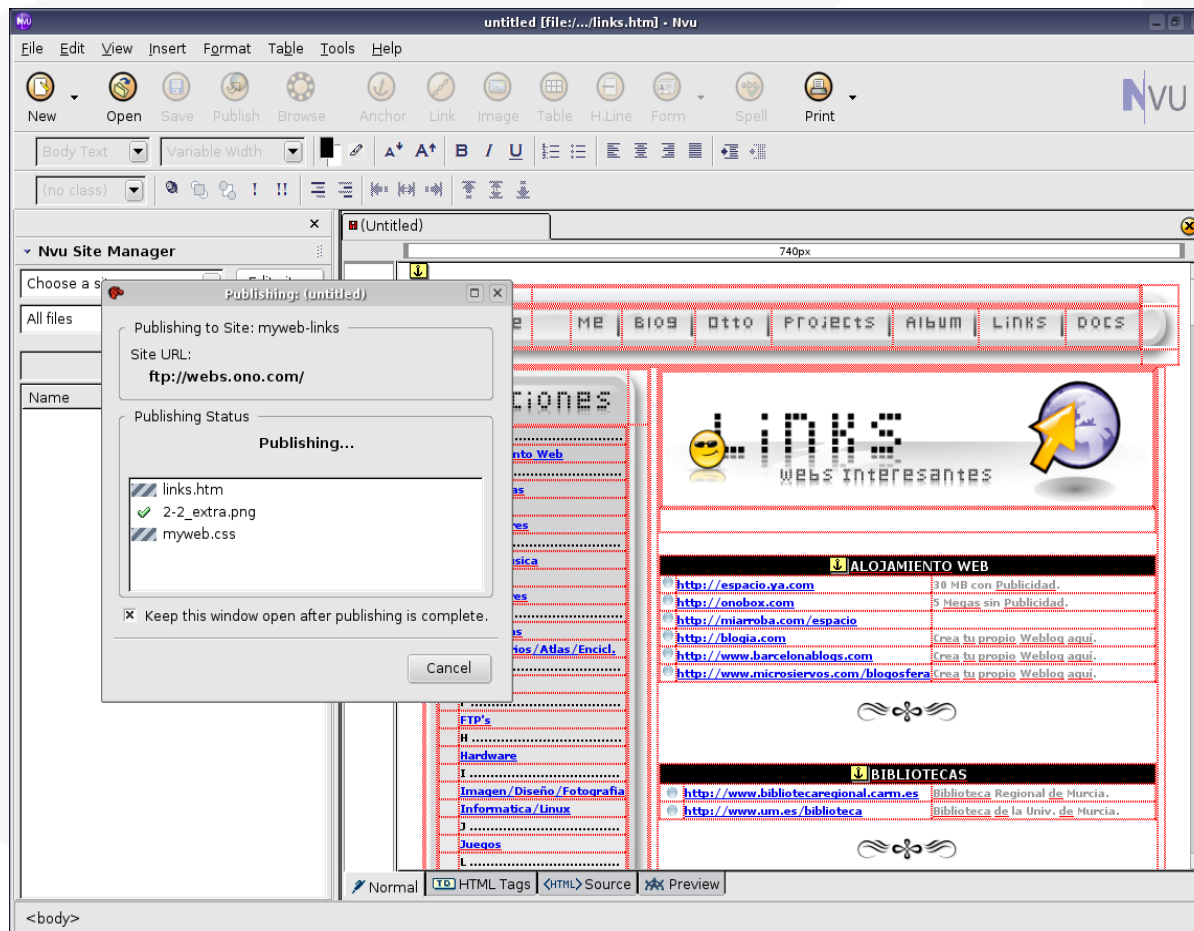 untitled [file:/.../links.htm] - Nvu
File Edit View Insert Format Table Tools Help
New Open Save Publish Browse Anchor Link Image Table H.Line Form Spell Print
NVU
Body Text Variable Width
(no class)
Nvu Site Manager
Choose a
All files
Name
Publishing: (untitled)
Publishing to Site: myweb-links
Site URL:
ftp://webs.ono.com/
Publishing Status
Publishing...
links.htm
2-2_extra.png
myweb.css
Keep this window open after publishing is complete.
Cancel
(Untitled)
740px
Me Blog Otto Projects Album Links Docs
nto Web
FTP's
H
Hardware
I
Imagen/Diseño/Fotografia
Informatica/Linux
J
Juegos
L
Links
webs interesantes
ALOJAMIENTO WEB
http://espacio.ya.com 30 MB con Publicidad.
http://onobox.com 5 Megas sin Publicidad.
http://miarroba.com/espacio
http://blogia.com Crea tu propio Weblog aquí.
http://www.barcelonablogs.com Crea tu propio Weblog aquí.
http://www.microsiervos.com/blogosfera Crea tu propio Weblog aquí.
BIBLIOTECAS
http://www.bibliotecaregional.carm.es Biblioteca Regional de Murcia.
http://www.um.es/biblioteca Biblioteca de la Univ. de Murcia.
Normal HTML Tags Source Preview
<body>